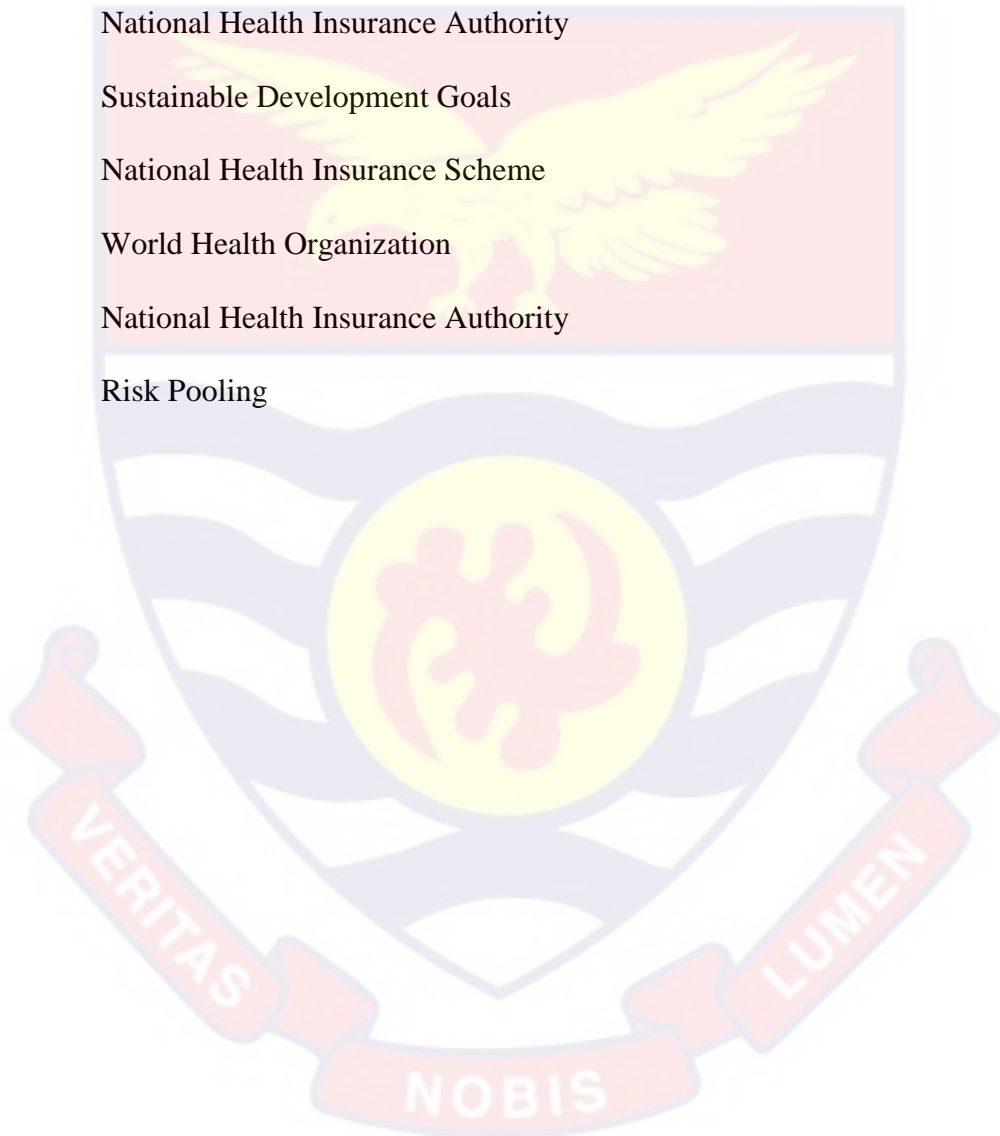 National Health Insurance Authority
Sustainable Development Goals
National Health Insurance Scheme
World Health Organization
National Health Insurance Authority
Risk Pooling
VERITAS
NOBIS
LUMEN